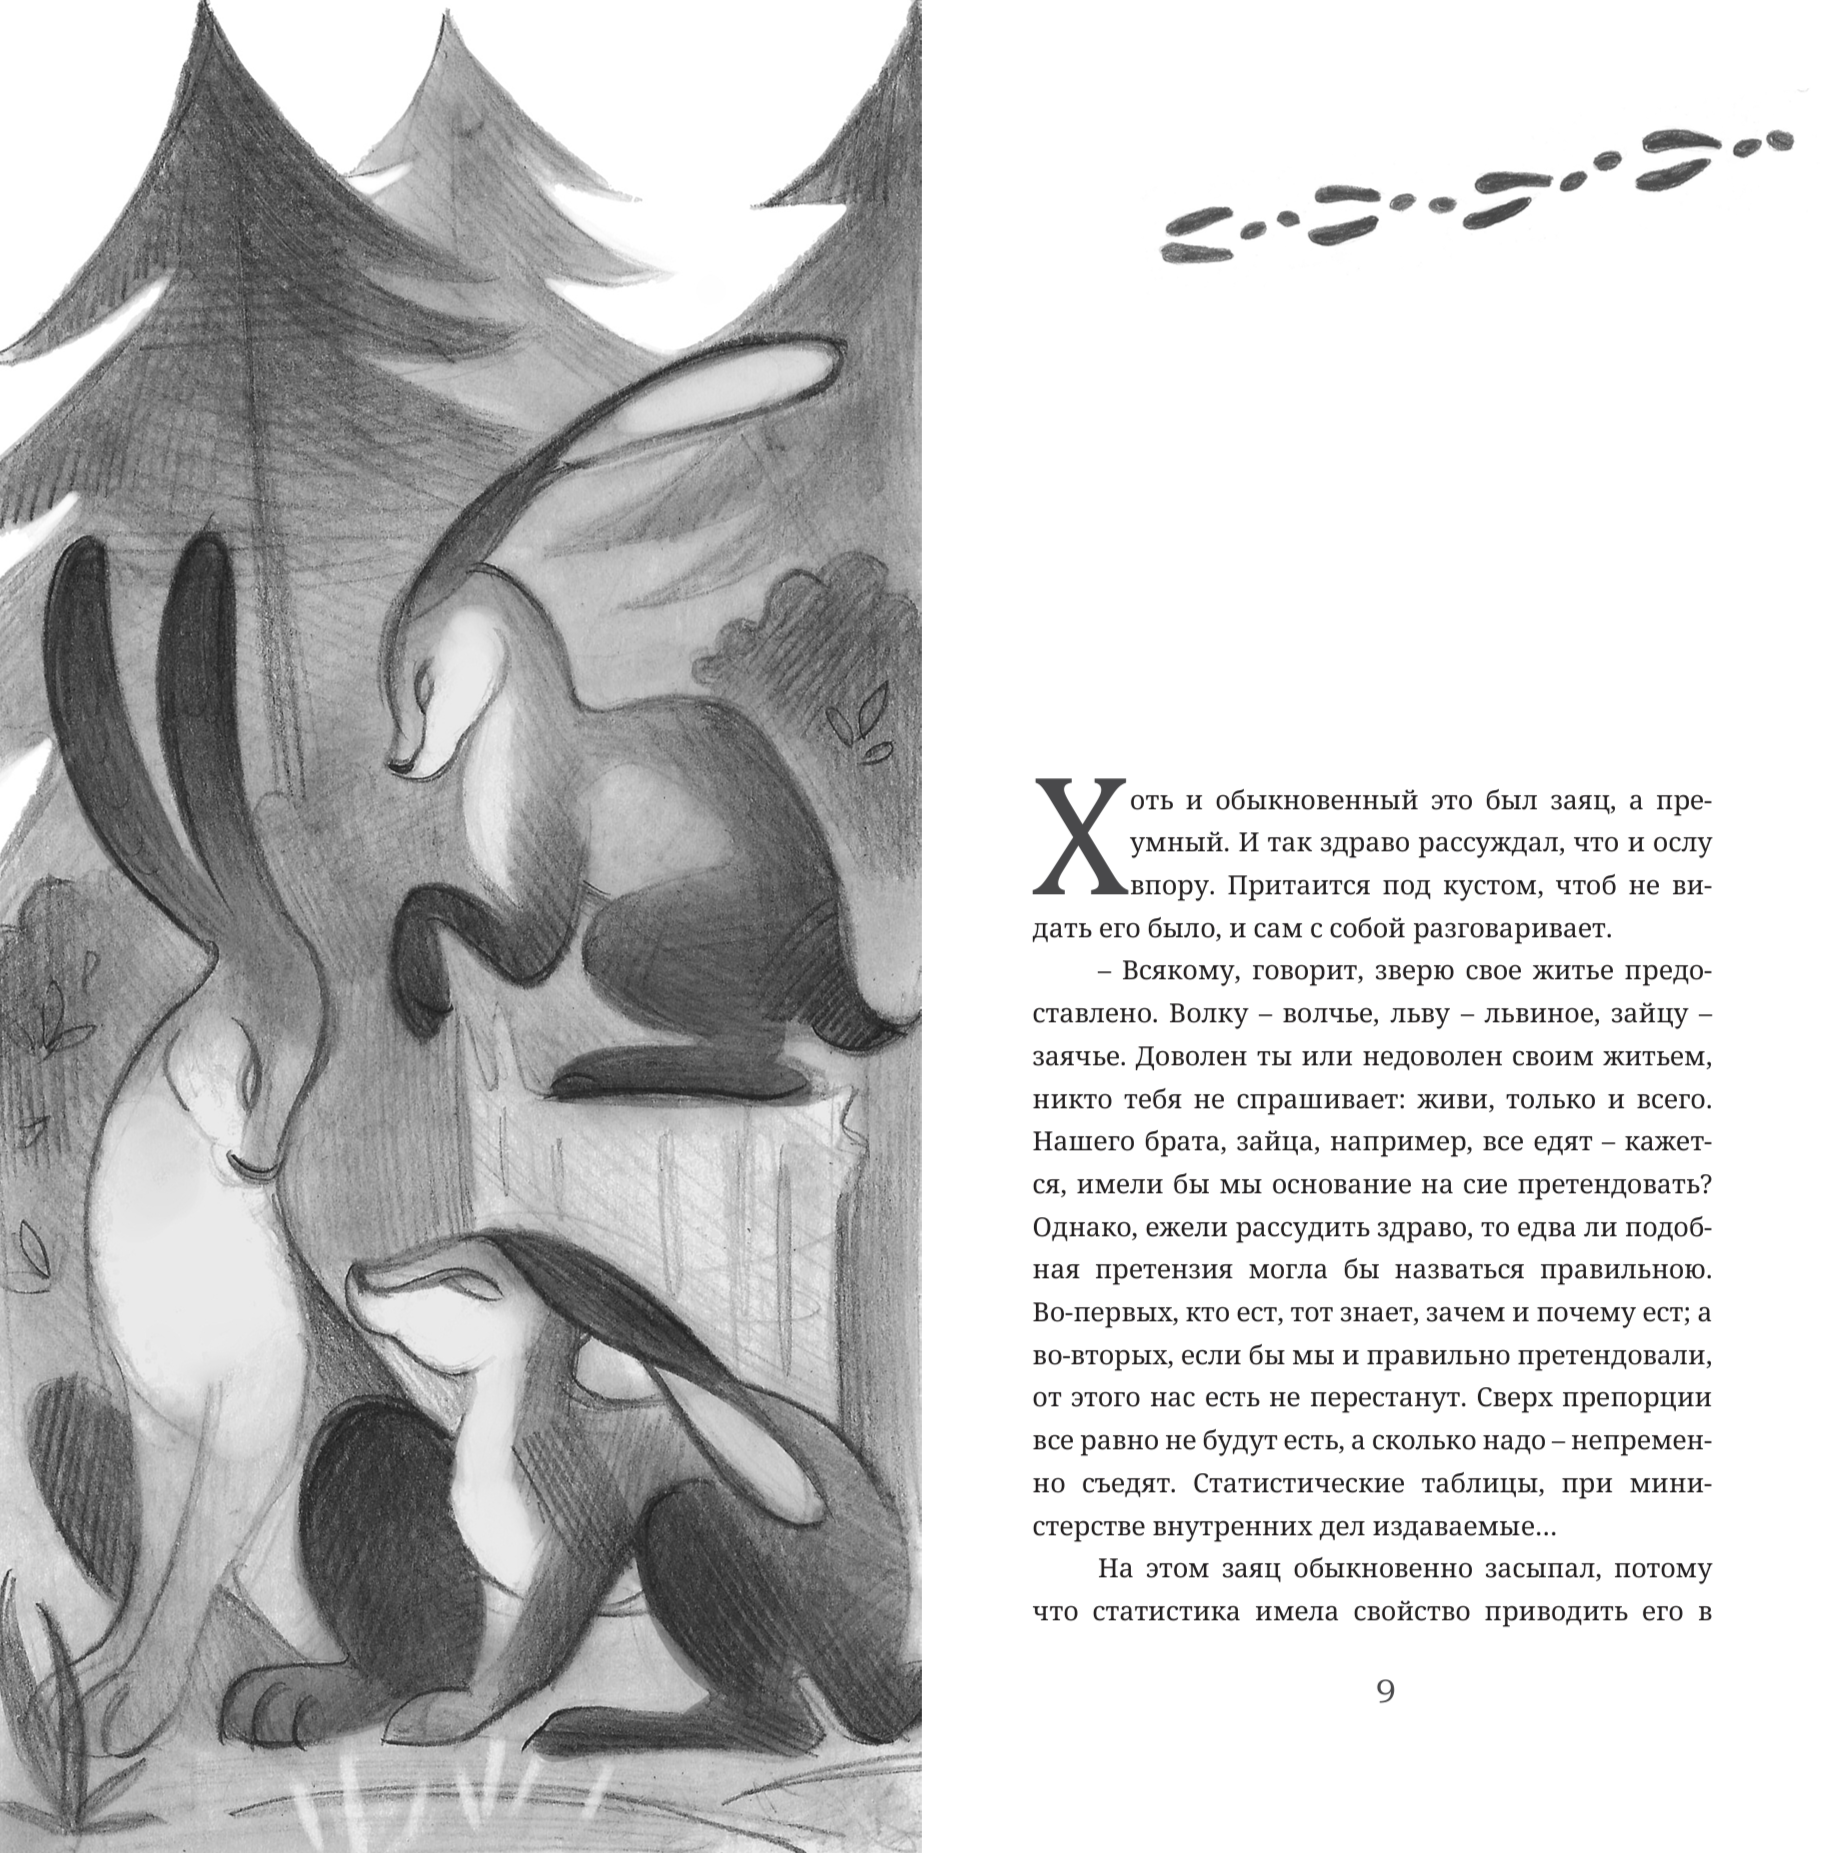 Хоть и обыкновенный это был заяц, а пре-
умный. И так здраво рассуждал, что и ослу
впору. Притаится под кустом, чтоб не ви-
дать его было, и сам с собой разговаривает.
– Всякому, говорит, зверю свое житье предо-
ставлено. Волку – волчье, льву – львиное, зайцу –
заячье. Доволен ты или недоволен своим житьем,
никто тебя не спрашивает: живи, только и всего.
Нашего брата, зайца, например, все едят – кажет-
ся, имели бы мы основание на сие претендовать?
Однако, ежели рассудить здраво, то едва ли подоб-
ная претензия могла бы назваться правильною.
Во-первых, кто ест, тот знает, зачем и почему ест; а
во-вторых, если бы мы и правильно претендовали,
от этого нас есть не перестанут. Сверх препорции
все равно не будут есть, а сколько надо – непремен-
но съедят. Статистические таблицы, при мини-
стерстве внутренних дел издаваемые...
На этом заяц обыкновенно засыпал, потому
что статистика имела свойство приводить его в
9